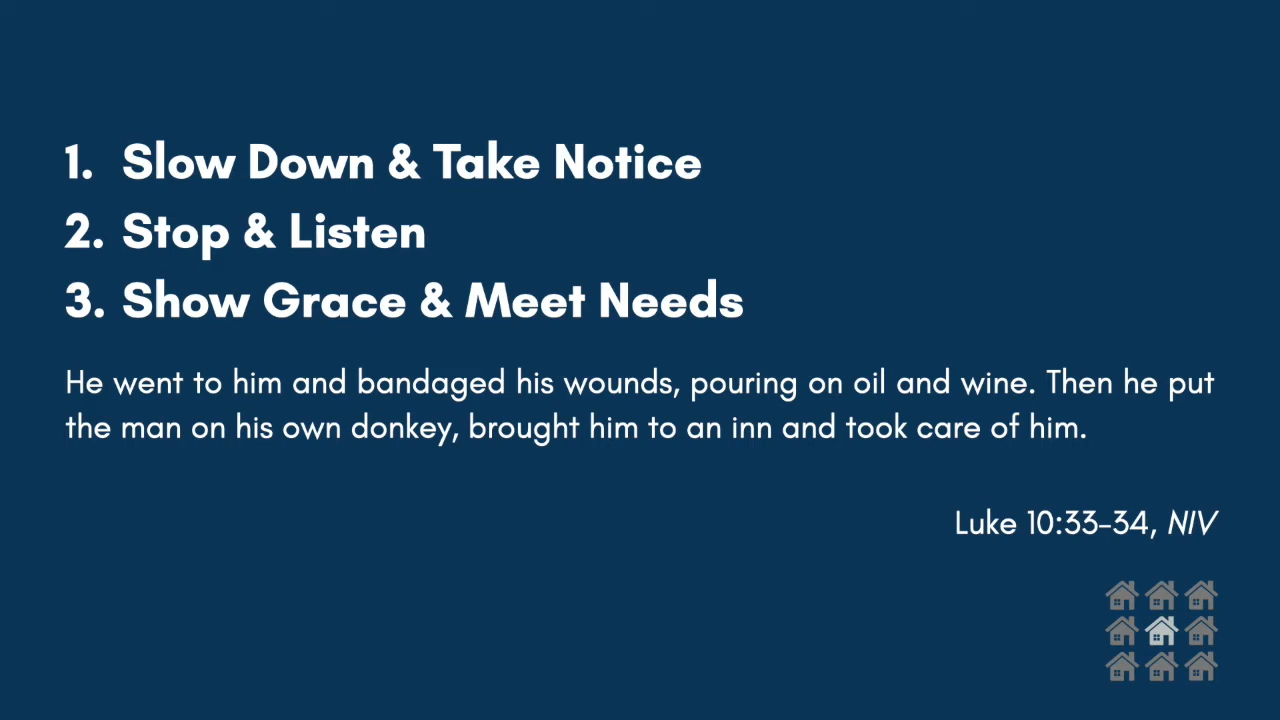 1. Slow Down & Take Notice
2. Stop & Listen
3. Show Grace & Meet Needs
He went to him and bandaged his wounds, pouring on oil and wine. Then he put
the man on his own donkey, brought him to an inn and took care of him.
Luke 10:33-34, NIV